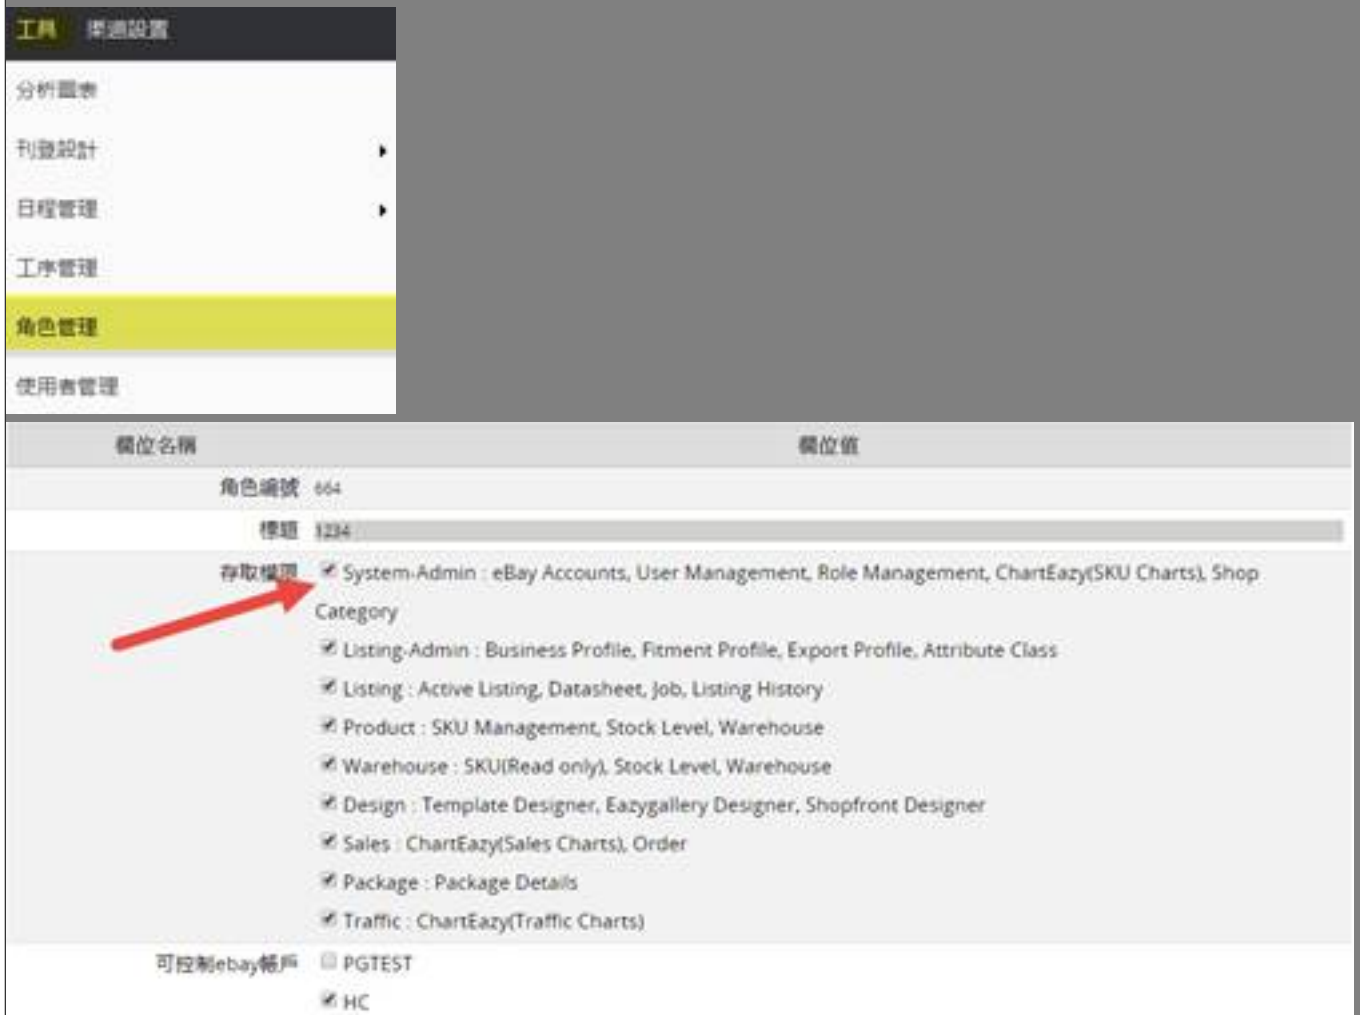 工具 渠道設置
分析圖表
刊登設計
日程管理
工序管理
角色管理
使用者管理
欄位名稱 欄位值
角色編號 664
標題 1234
存取權限 System-Admin : eBay Accounts, User Management, Role Management, ChartEazy(SKU Charts), Shop
Category
Listing-Admin : Business Profile, Fitment Profile, Export Profile, Attribute Class
Listing : Active Listing, Datasheet, Job, Listing History
Product : SKU Management, Stock Level, Warehouse
Warehouse : SKU(Read only), Stock Level, Warehouse
Design : Template Designer, Eazygallery Designer, Shopfront Designer
Sales : ChartEazy(Sales Charts), Order
Package : Package Details
Traffic : ChartEazy(Traffic Charts)
可控制ebay帳戶 PGTEST
HC